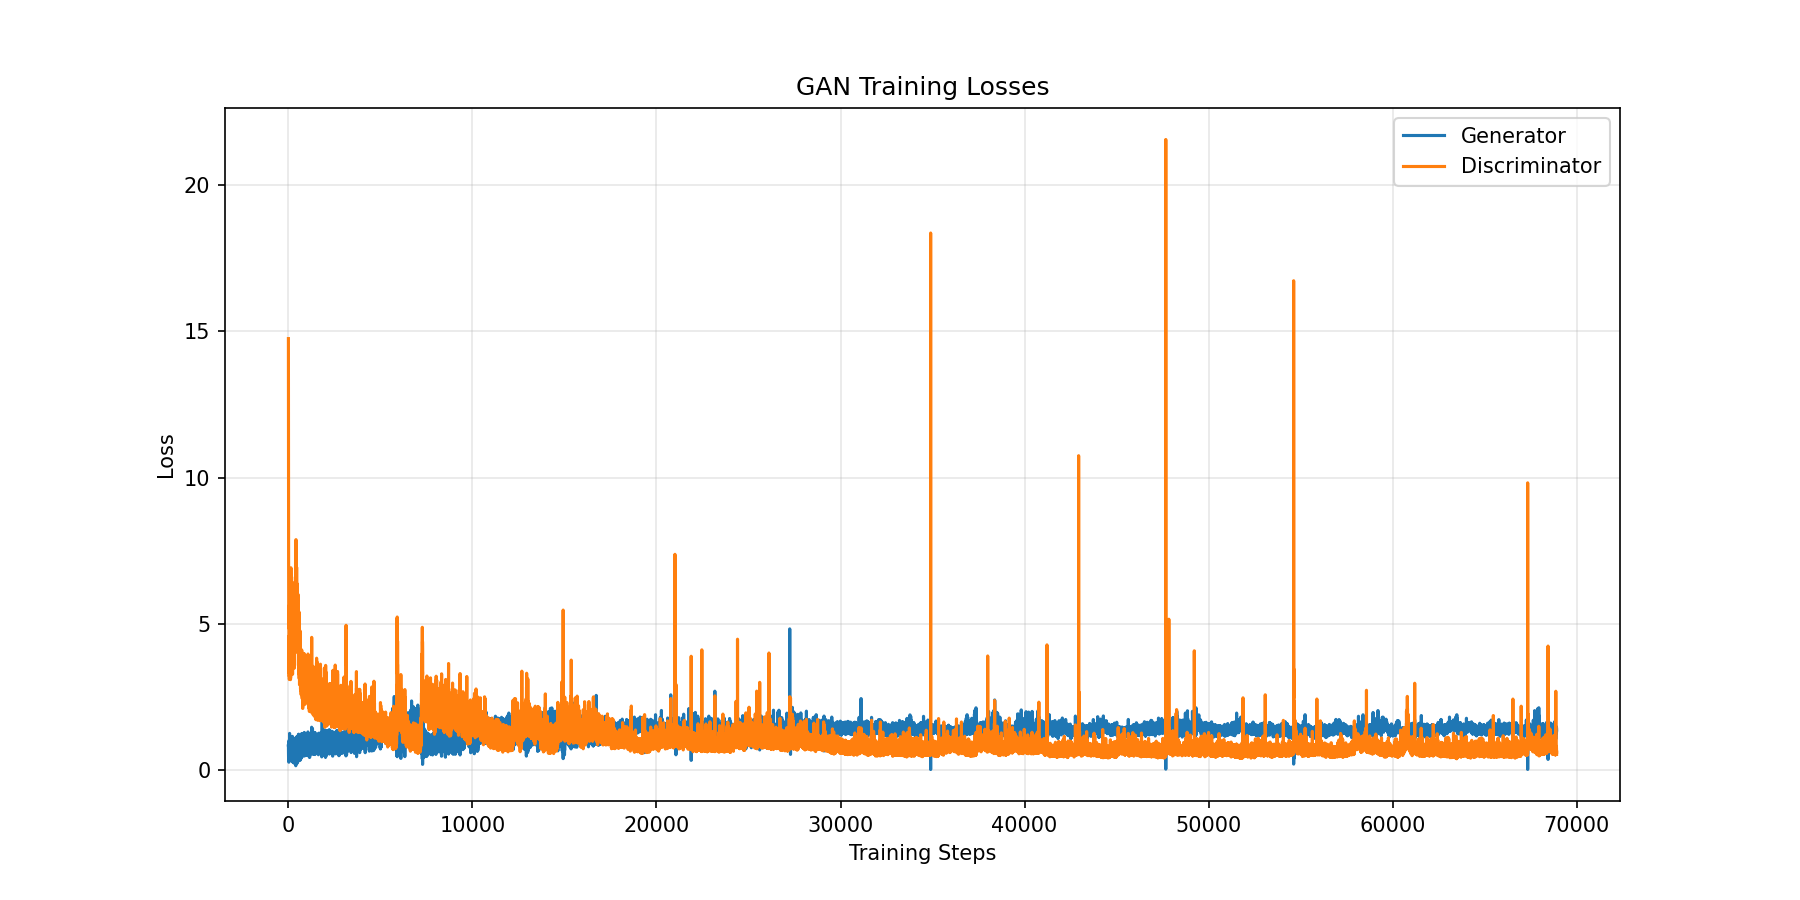 GAN Training Losses
Generator
Discriminator
Loss
20
15
10
5
0
0 10000 20000 30000 40000 50000 60000 70000
Training Steps